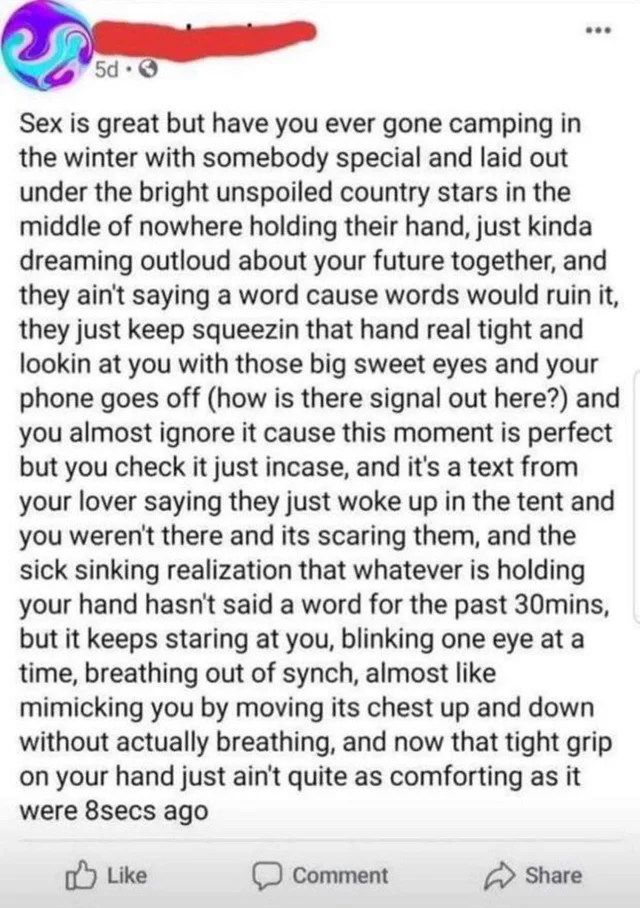 5d
Sex is great but have you ever gone camping in
the winter with somebody special and laid out
under the bright unspoiled country stars in the
middle of nowhere holding their hand, just kinda
dreaming outloud about your future together, and
they ain't saying a word cause words would ruin it,
they just keep squeezin that hand real tight and
lookin at you with those big sweet eyes and your
phone goes off (how is there signal out here?) and
you almost ignore it cause this moment is perfect
but you check it just incase, and it's a text from
your lover saying they just woke up in the tent and
you weren't there and its scaring them, and the
sick sinking realization that whatever is holding
your hand hasn't said a word for the past 30mins,
but it keeps staring at you, blinking one eye at a
time, breathing out of synch, almost like
mimicking you by moving its chest up and down
without actually breathing, and now that tight grip
on your hand just ain't quite as comforting as it
were 8secs ago
Like Comment Share